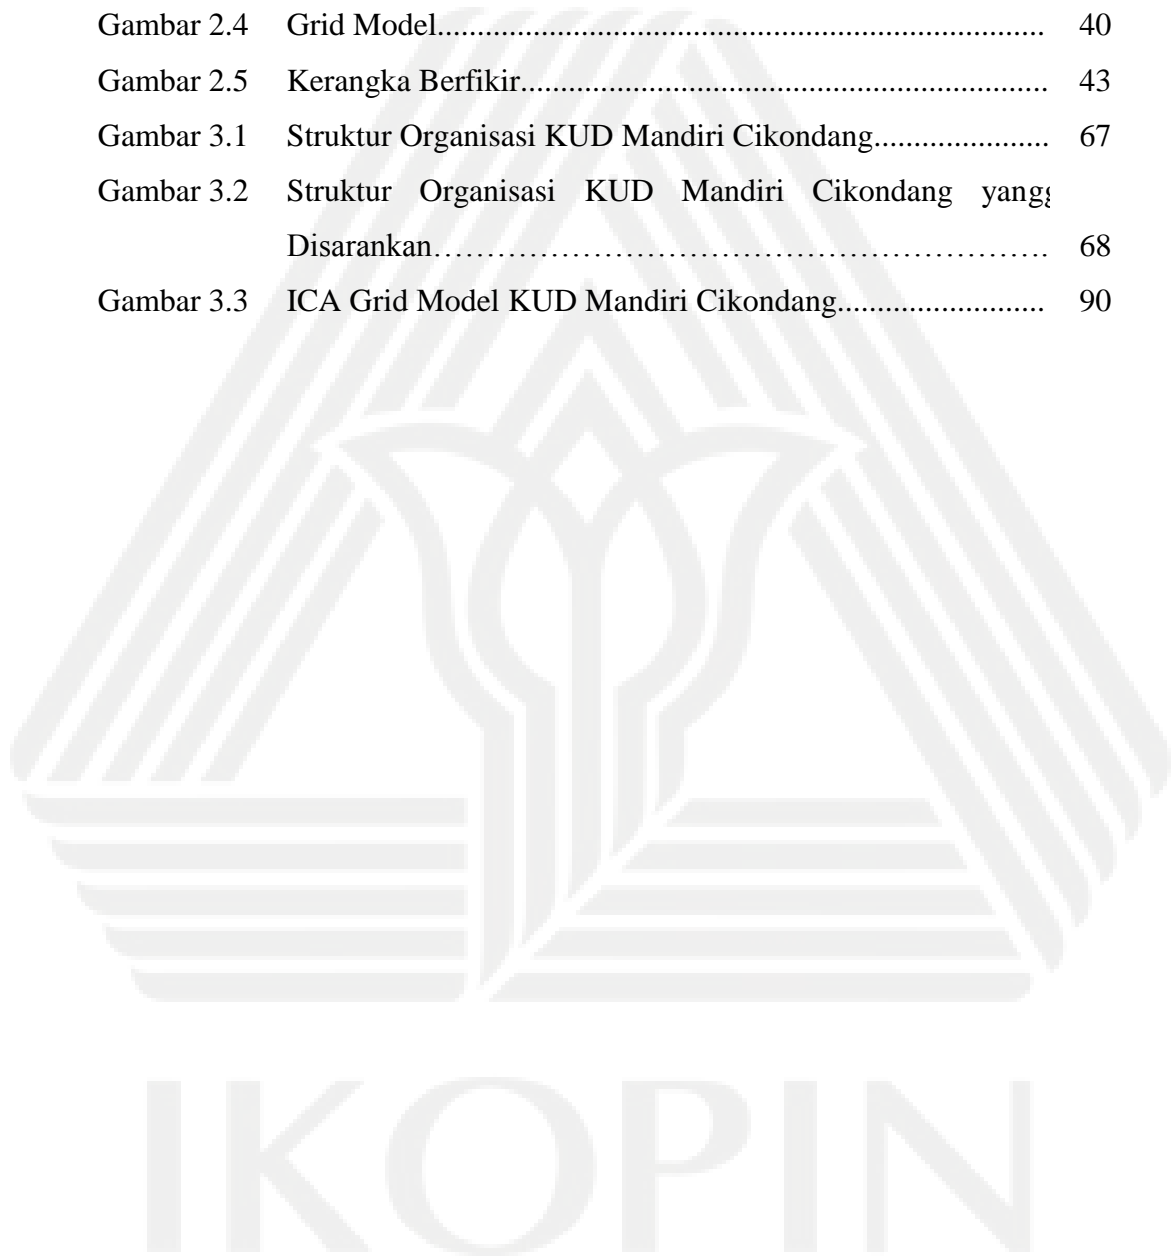 Gambar 2.4 Grid Model............................................................................ 40
Gambar 2.5 Kerangka Berfikir.................................................................. 43
Gambar 3.1 Struktur Organisasi KUD Mandiri Cikondang...................... 67
Gambar 3.2 Struktur Organisasi KUD Mandiri Cikondang yangg
Disarankan…………………………………………………………. 68
Gambar 3.3 ICA Grid Model KUD Mandiri Cikondang.......................... 90
IKOPIN